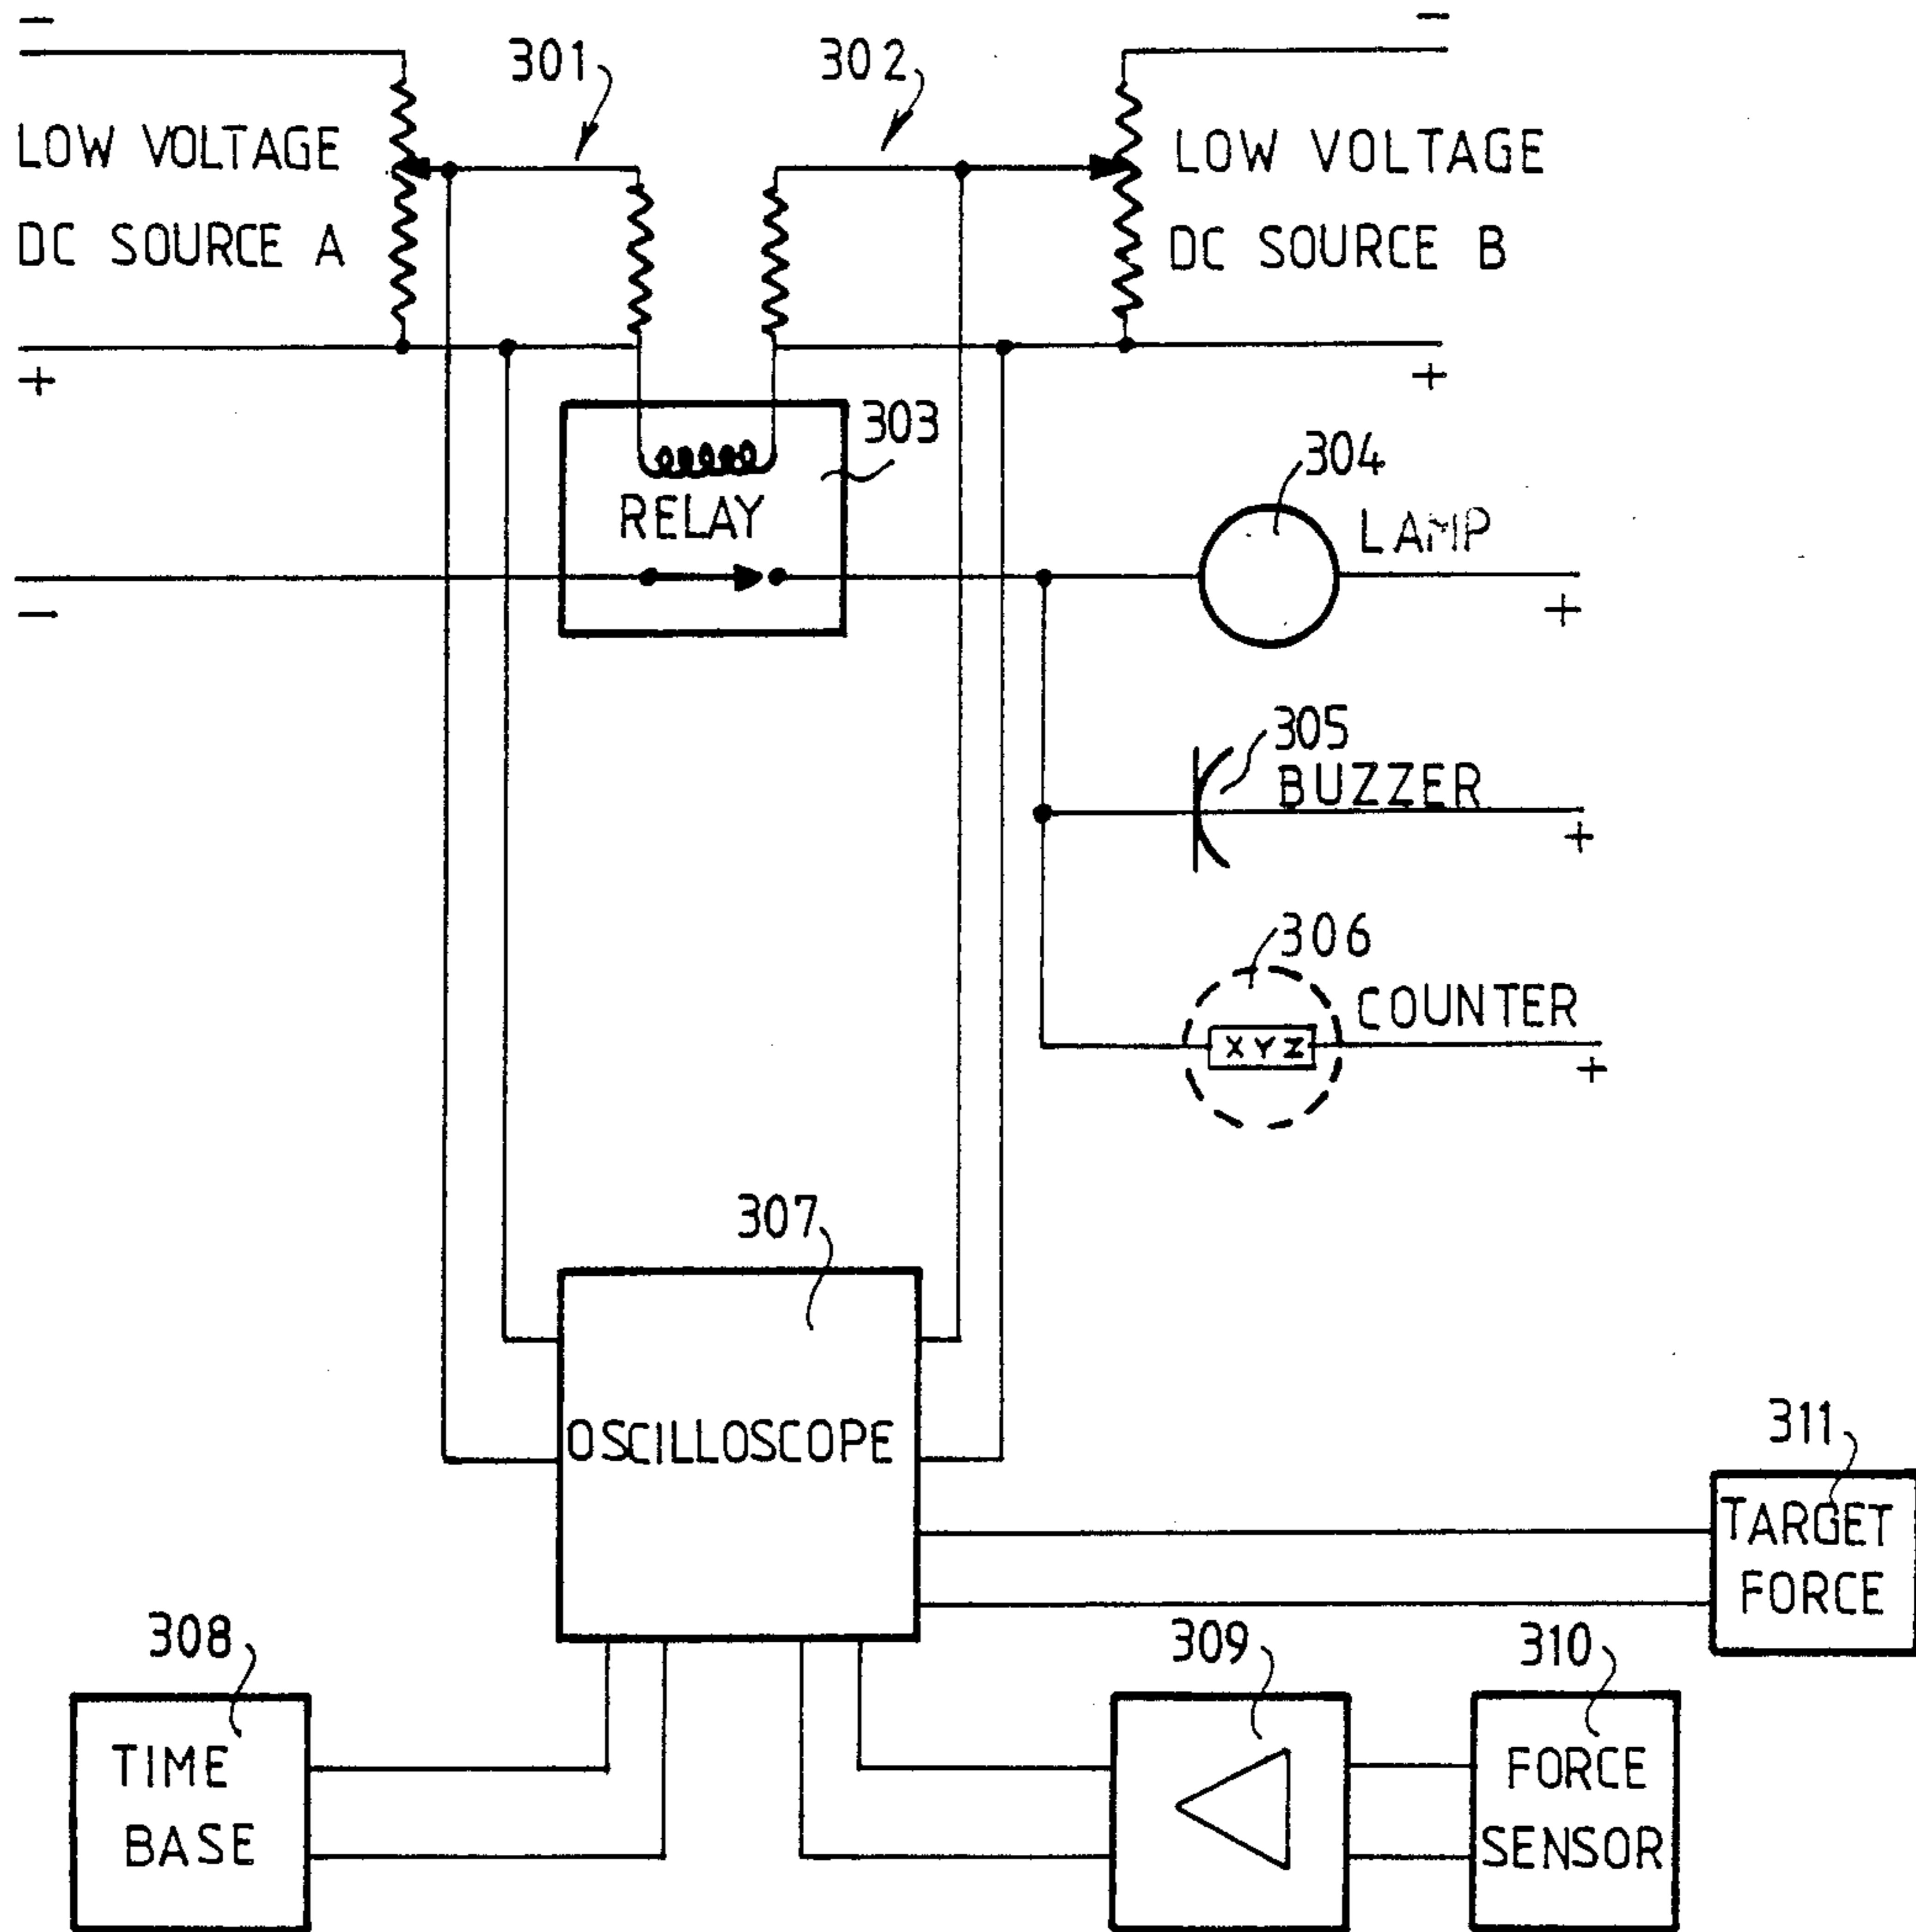 −
−
301
302
LOW VOLTAGE
DC SOURCE A
LOW VOLTAGE
DC SOURCE B
+
+
303
RELAY
304
LAMP
−
+
305
BUZZER
+
306
COUNTER
XYZ
+
307
OSCILLOSCOPE
311
TARGET
FORCE
308
TIME
BASE
309
310
FORCE
SENSOR